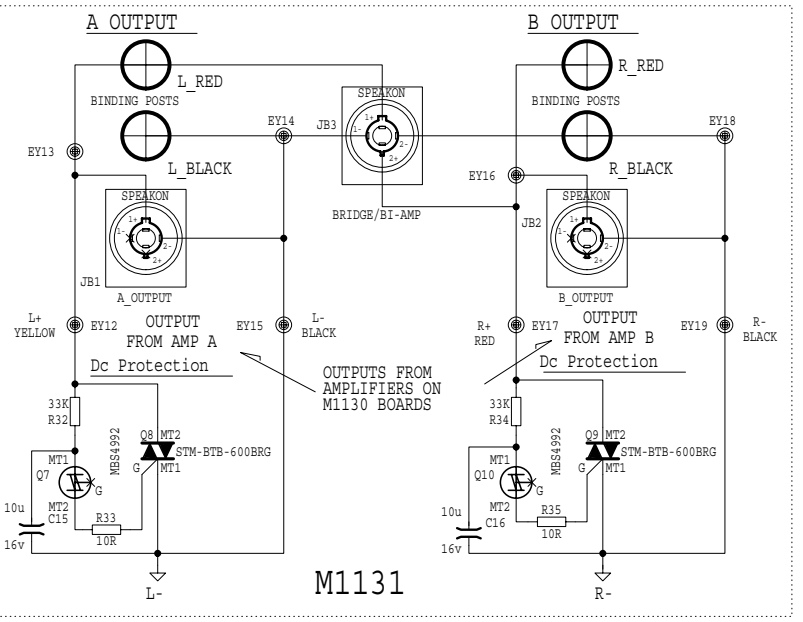 A OUTPUT
B OUTPUT
L_RED
R_RED
BINDING POSTS
SPEAKON
BINDING POSTS
EY14
JB3
1+
1-
2-
2+
EY18
EY13
L_BLACK
EY16
R_BLACK
SPEAKON
1+
1-
2-
2+
BRIDGE/BI-AMP
JB2
SPEAKON
1+
1-
2-
2+
JB1
A_OUTPUT
B_OUTPUT
L+
YELLOW
EY12
OUTPUT
FROM AMP A
EY15
L-
BLACK
R+
RED
EY17
OUTPUT
FROM AMP B
EY19
R-
BLACK
Dc Protection
Dc Protection
OUTPUTS FROM
AMPLIFIERS ON
M1130 BOARDS
33K
R32
MBS4992
Q8
MT2
STM-BTB-600BRG
G
MT1
MT1
Q7
G
MT2
10u
C15
16v
R33
10R
33K
R34
MBS4992
Q9
MT2
STM-BTB-600BRG
G
MT1
MT1
Q10
G
MT2
10u
C16
16v
R35
10R
M1131
L-
R-